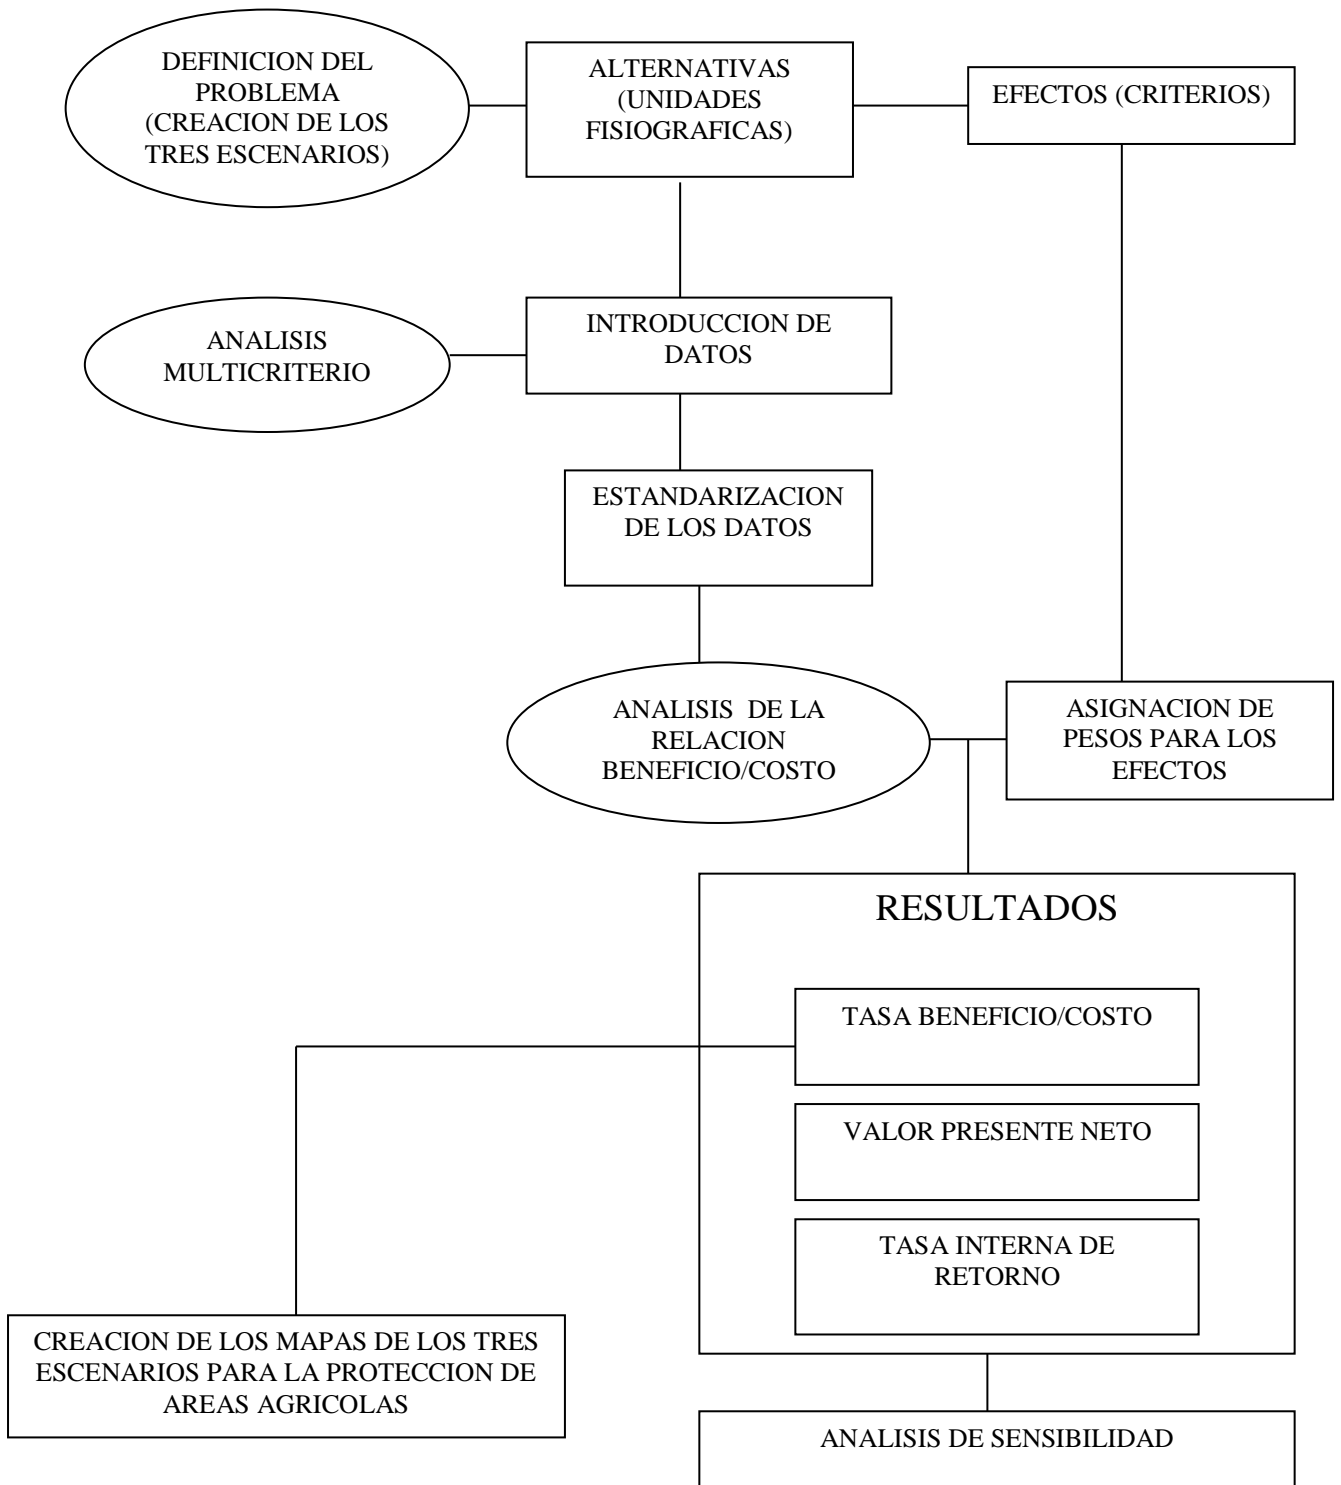 DEFINICION DEL
PROBLEMA
(CREACION DE LOS
TRES ESCENARIOS)
ALTERNATIVAS
(UNIDADES
FISIOGRAFICAS)
EFECTOS (CRITERIOS)
ANALISIS
MULTICRITERIO
INTRODUCCION DE
DATOS
ESTANDARIZACION
DE LOS DATOS
ANALISIS DE LA
RELACION
BENEFICIO/COSTO
ASIGNACION DE
PESOS PARA LOS
EFECTOS
RESULTADOS
TASA BENEFICIO/COSTO
VALOR PRESENTE NETO
TASA INTERNA DE
RETORNO
CREACION DE LOS MAPAS DE LOS TRES
ESCENARIOS PARA LA PROTECCION DE
AREAS AGRICOLAS
ANALISIS DE SENSIBILIDAD